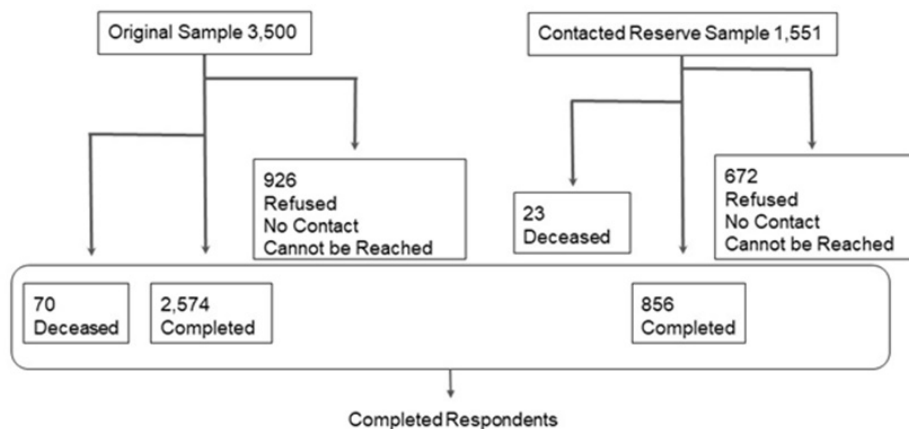 Original Sample 3,500
Contacted Reserve Sample 1,551
926
Refused
No Contact
Cannot be Reached
23
Deceased
672
Refused
No Contact
Cannot be Reached
70
Deceased
2,574
Completed
856
Completed
Completed Respondents